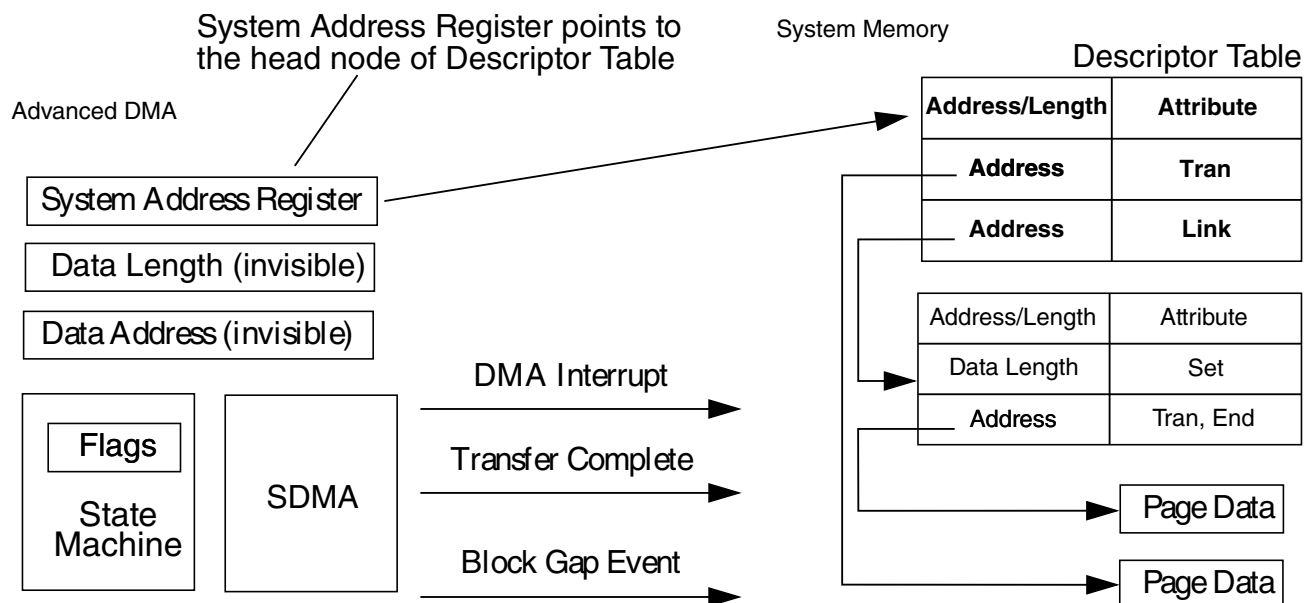 System Address Register points to
the head node of Descriptor Table
System Memory
Descriptor Table
Advanced DMA
Address/Length Attribute
Address Tran
Address Link
System Address Register
Data Length (invisible)
Data Address (invisible)
Address/Length Attribute
Data Length Set
Address Tran, End
Flags
State
Machine
SDMA
DMA Interrupt
Transfer Complete
Block Gap Event
Page Data
Page Data